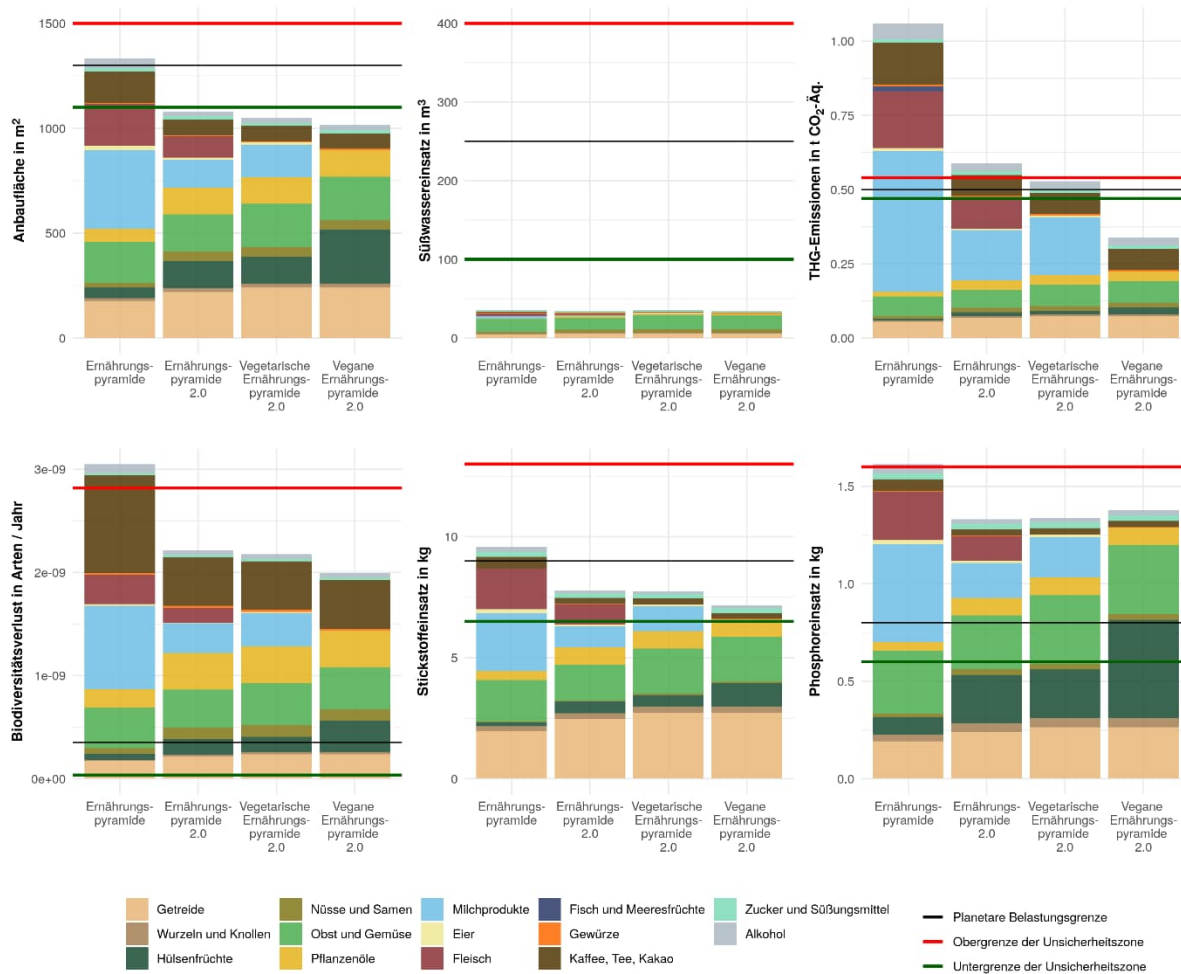 Anbaufläche in m²
1500
1000
500
0
Ernährungs-
pyramide
Ernährungs-
pyramide
2.0
Vegetarische
Ernährungs-
pyramide
2.0
Vegane
Ernährungs-
pyramide
2.0
Süßwassereinsatz in m³
400
300
200
100
0
Ernährungs-
pyramide
Ernährungs-
pyramide
2.0
Vegetarische
Ernährungs-
pyramide
2.0
Vegane
Ernährungs-
pyramide
2.0
THG-Emissionen in t CO₂-Äq.
1.00
0.75
0.50
0.25
0.00
Ernährungs-
pyramide
Ernährungs-
pyramide
2.0
Vegetarische
Ernährungs-
pyramide
2.0
Vegane
Ernährungs-
pyramide
2.0
Biodiversitätsverlust in Arten / Jahr
3e-09
2e-09
1e-09
0e+00
Ernährungs-
pyramide
Ernährungs-
pyramide
2.0
Vegetarische
Ernährungs-
pyramide
2.0
Vegane
Ernährungs-
pyramide
2.0
Stickstoffeinsatz in kg
10
5
0
Ernährungs-
pyramide
Ernährungs-
pyramide
2.0
Vegetarische
Ernährungs-
pyramide
2.0
Vegane
Ernährungs-
pyramide
2.0
Phosphoreinsatz in kg
1.5
1.0
0.5
0.0
Ernährungs-
pyramide
Ernährungs-
pyramide
2.0
Vegetarische
Ernährungs-
pyramide
2.0
Vegane
Ernährungs-
pyramide
2.0
Getreide
Wurzeln und Knollen
Hülsenfrüchte
Nüsse und Samen
Obst und Gemüse
Pflanzenöle
Milchprodukte
Eier
Fleisch
Fisch und Meeresfrüchte
Gewürze
Kaffee, Tee, Kakao
Zucker und Süßungsmittel
Alkohol
Planetare Belastungsgrenze
Obergrenze der Unsicherheitszone
Untergrenze der Unsicherheitszone